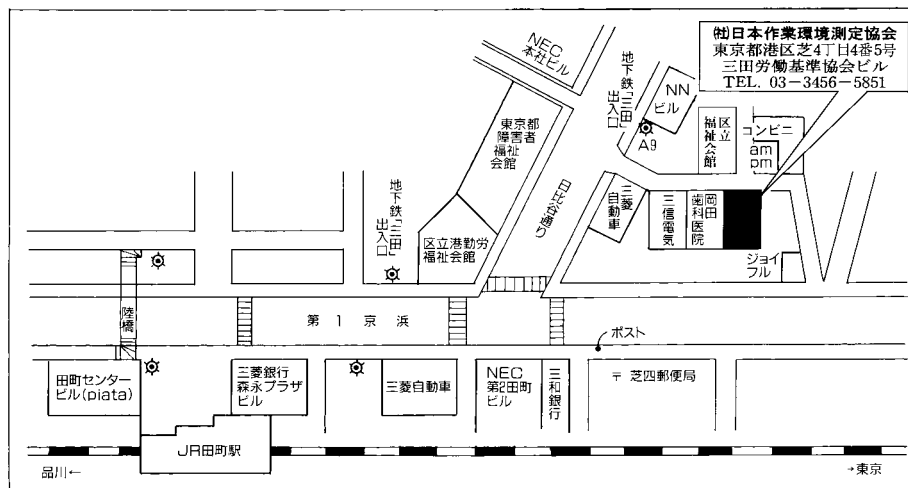 ㈳日本作業環境測定協会
東京都港区芝4丁目4番5号
三田労働基準協会ビル
TEL. 03-3456-5851
NEC
本社ビル
地下鉄「三田」
出入口
NN
ビル
A9
区立
福祉会館
コンビニ
am
pm
東京都
障害者
福祉
会館
地下鉄「三田」
出入口
区立港勤労
福祉会館
日比谷通り
三菱
自動車
三信電気
岡田
歯科医院
ジョイ
フル
陸橋
第1京浜
ポスト
田町センター
ビル(piata)
三菱銀行
森永プラザ
ビル
三菱自動車
NEC
第2田町
ビル
三和銀行
〒芝四郵便局
JR田町駅
品川←
→東京